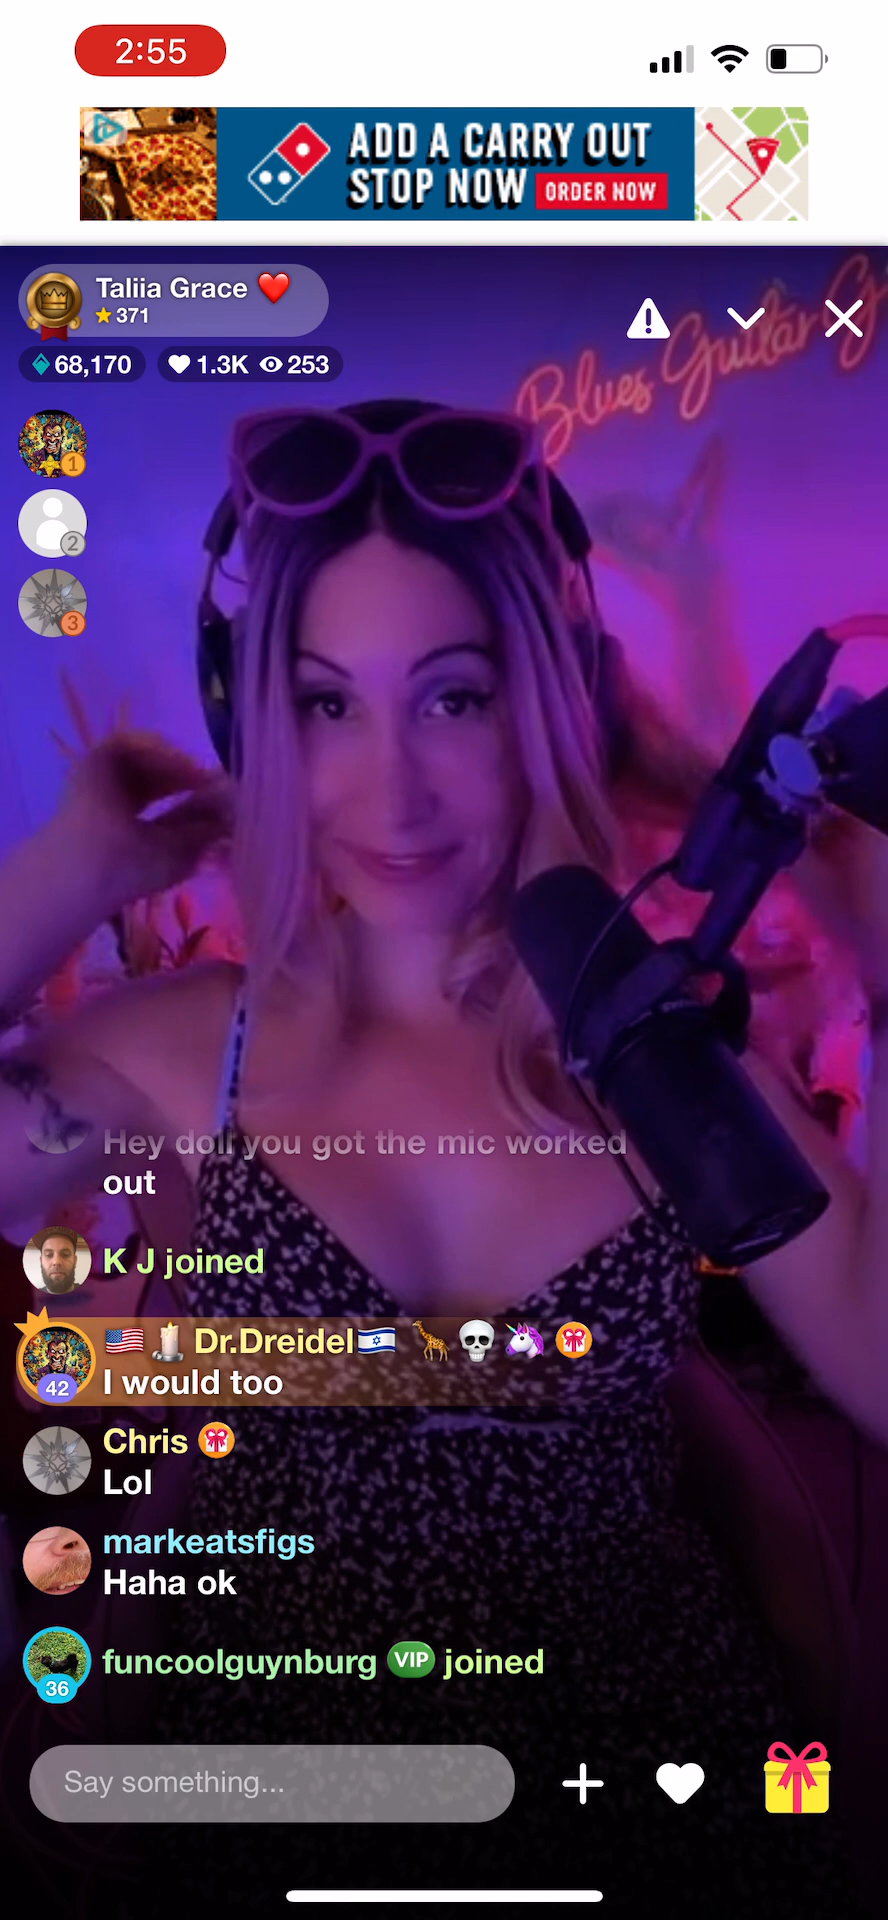 2:55
ADD A CARRY OUT
STOP NOW ORDER NOW
Taliia Grace ❤️
371
68,170 1.3K 253
Blues Guitar
1
2
3
Hey doll you got the mic worked
out
K J joined
🇺🇸🕯️ Dr.Dreidel🇮🇱 🦒💀🦄
42
I would too
Chris
Lol
markeatsfigs
Haha ok
funcoolguynburg VIP joined
36
Say something...